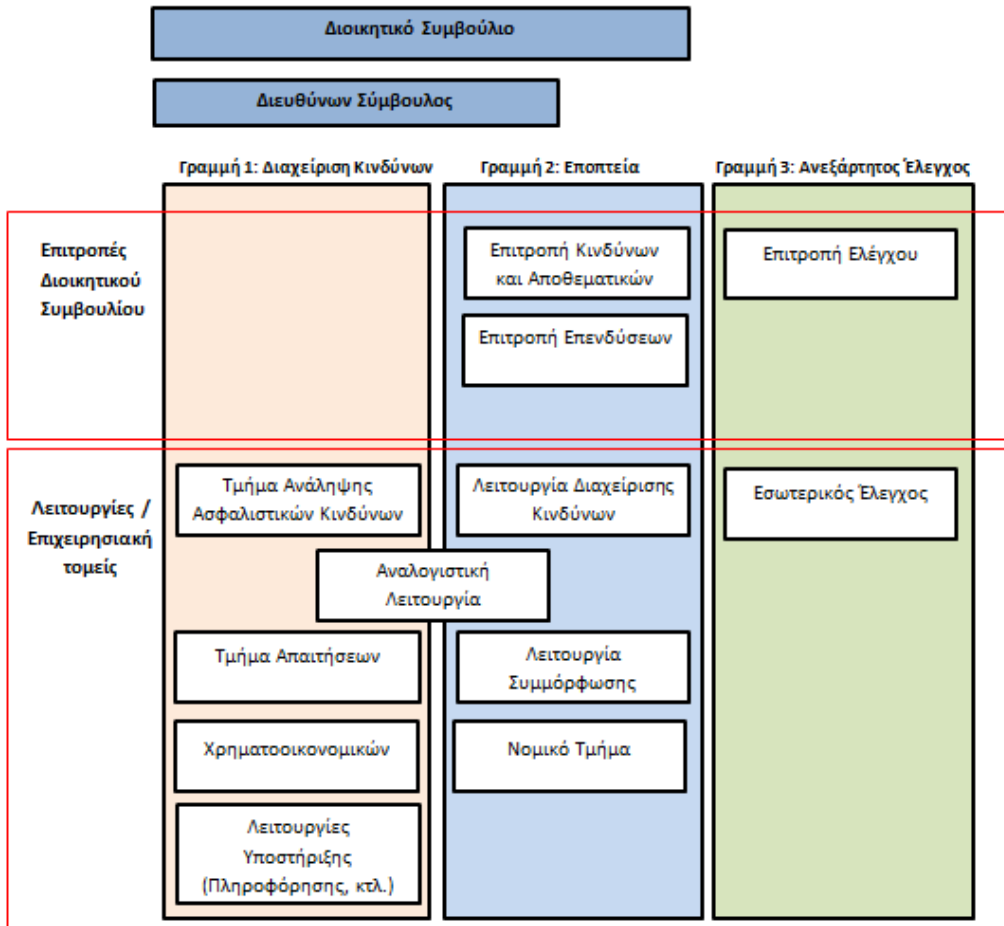 Διοικητικό Συμβούλιο
Διευθύνων Σύμβουλος
Γραμμή 1: Διαχείριση Κινδύνων
Γραμμή 2: Εποπτεία
Γραμμή 3: Ανεξάρτητος Έλεγχος
Επιτροπές
Διοικητικού
Συμβουλίου
Επιτροπή Κινδύνων
και Αποθεματικών
Επιτροπή Επενδύσεων
Επιτροπή Ελέγχου
Λειτουργίες /
Επιχειρησιακή
τομείς
Τμήμα Ανάληψης
Ασφαλιστικών Κινδύνων
Λειτουργία Διαχείρισης
Κινδύνων
Εσωτερικός Έλεγχος
Αναλογιστική
Λειτουργία
Τμήμα Απαιτήσεων
Λειτουργία
Συμμόρφωσης
Χρηματοοικονομικών
Νομικό Τμήμα
Λειτουργίες
Υποστήριξης
(Πληροφόρησης, κτλ.)